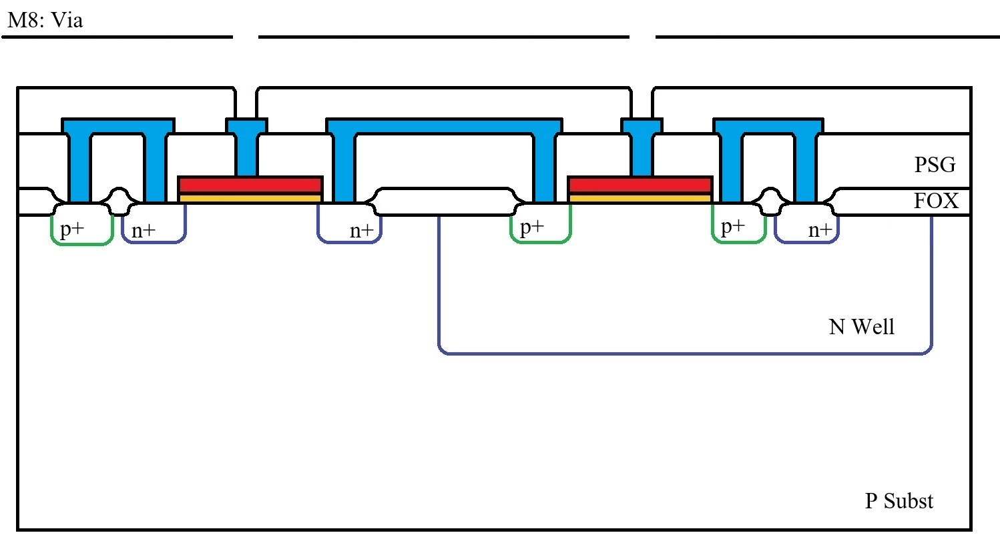 M8: Via
PSG
FOX
p+
n+
n+
p+
p+
n+
N Well
P Subst